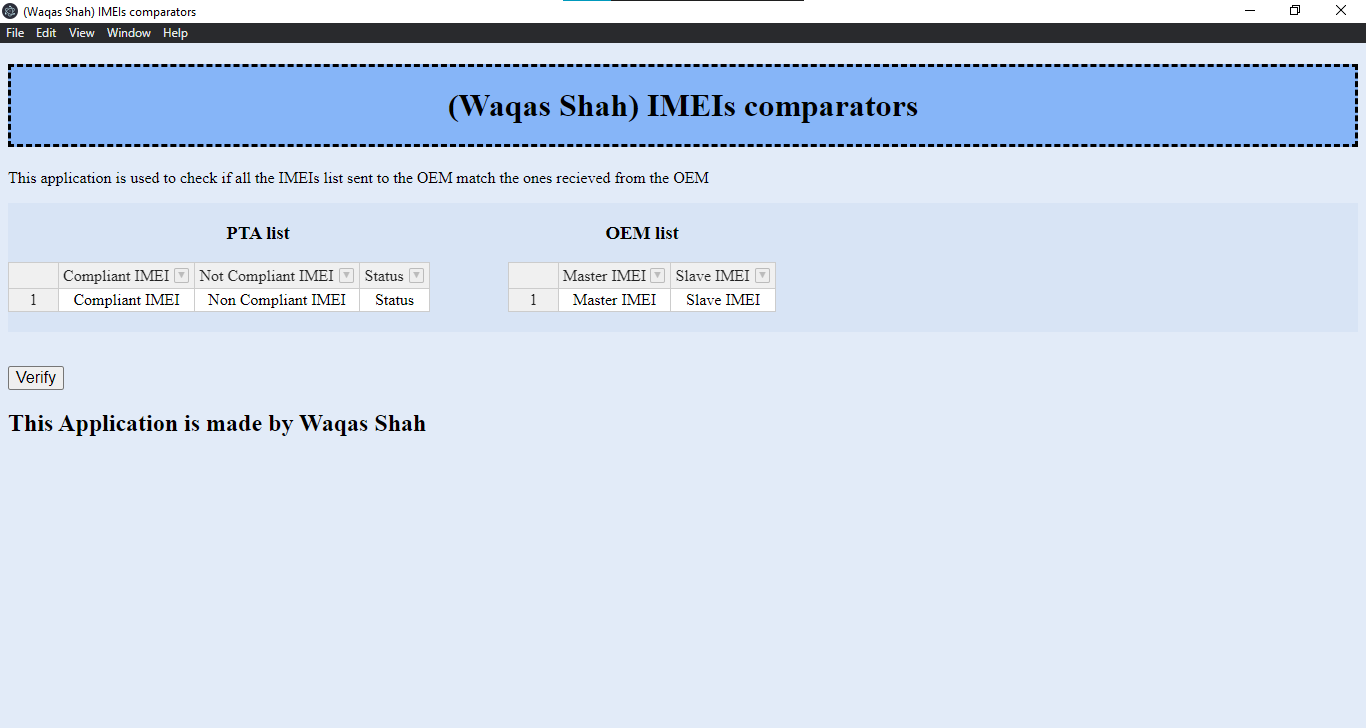 (Waqas Shah) IMEIs comparators
File Edit View Window Help
(Waqas Shah) IMEIs comparators
This application is used to check if all the IMEIs list sent to the OEM match the ones recieved from the OEM
PTA list
Compliant IMEI Not Compliant IMEI Status
1 Compliant IMEI Non Compliant IMEI Status
OEM list
Master IMEI Slave IMEI
1 Master IMEI Slave IMEI
Verify
This Application is made by Waqas Shah